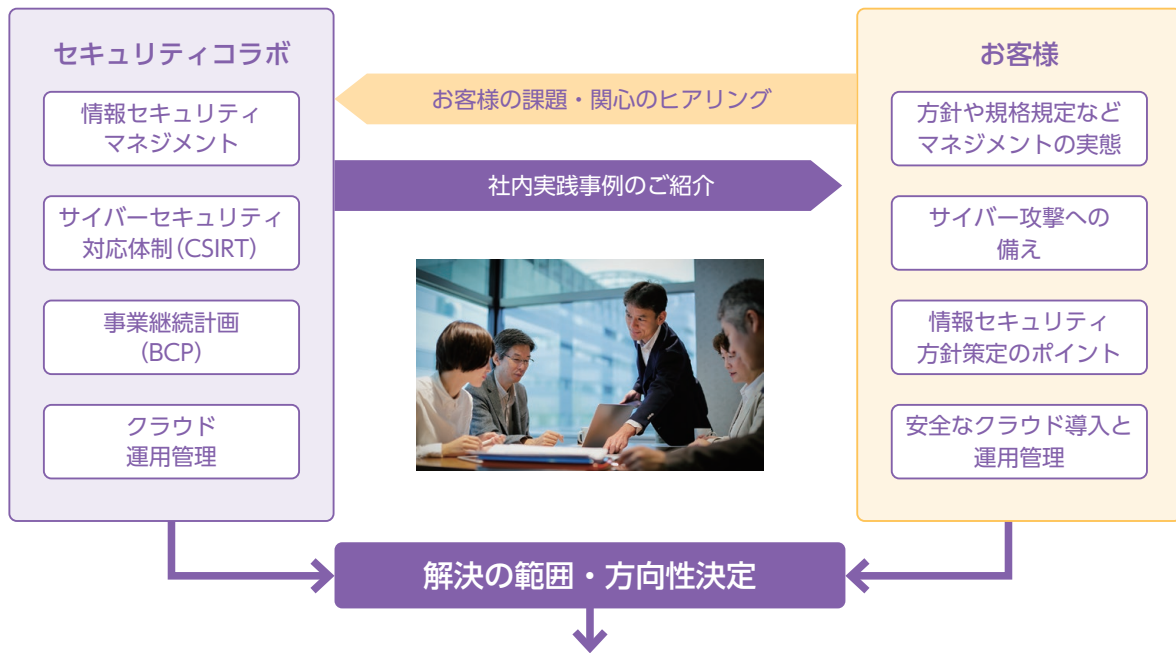 セキュリティコラボ
情報セキュリティ
マネジメント
サイバーセキュリティ
対応体制(CSIRT)
事業継続計画
(BCP)
クラウド
運用管理
お客様の課題・関心のヒアリング
社内実践事例のご紹介
お客様
方針や規格規定など
マネジメントの実態
サイバー攻撃への
備え
情報セキュリティ
方針策定のポイント
安全なクラウド導入と
運用管理
解決の範囲・方向性決定